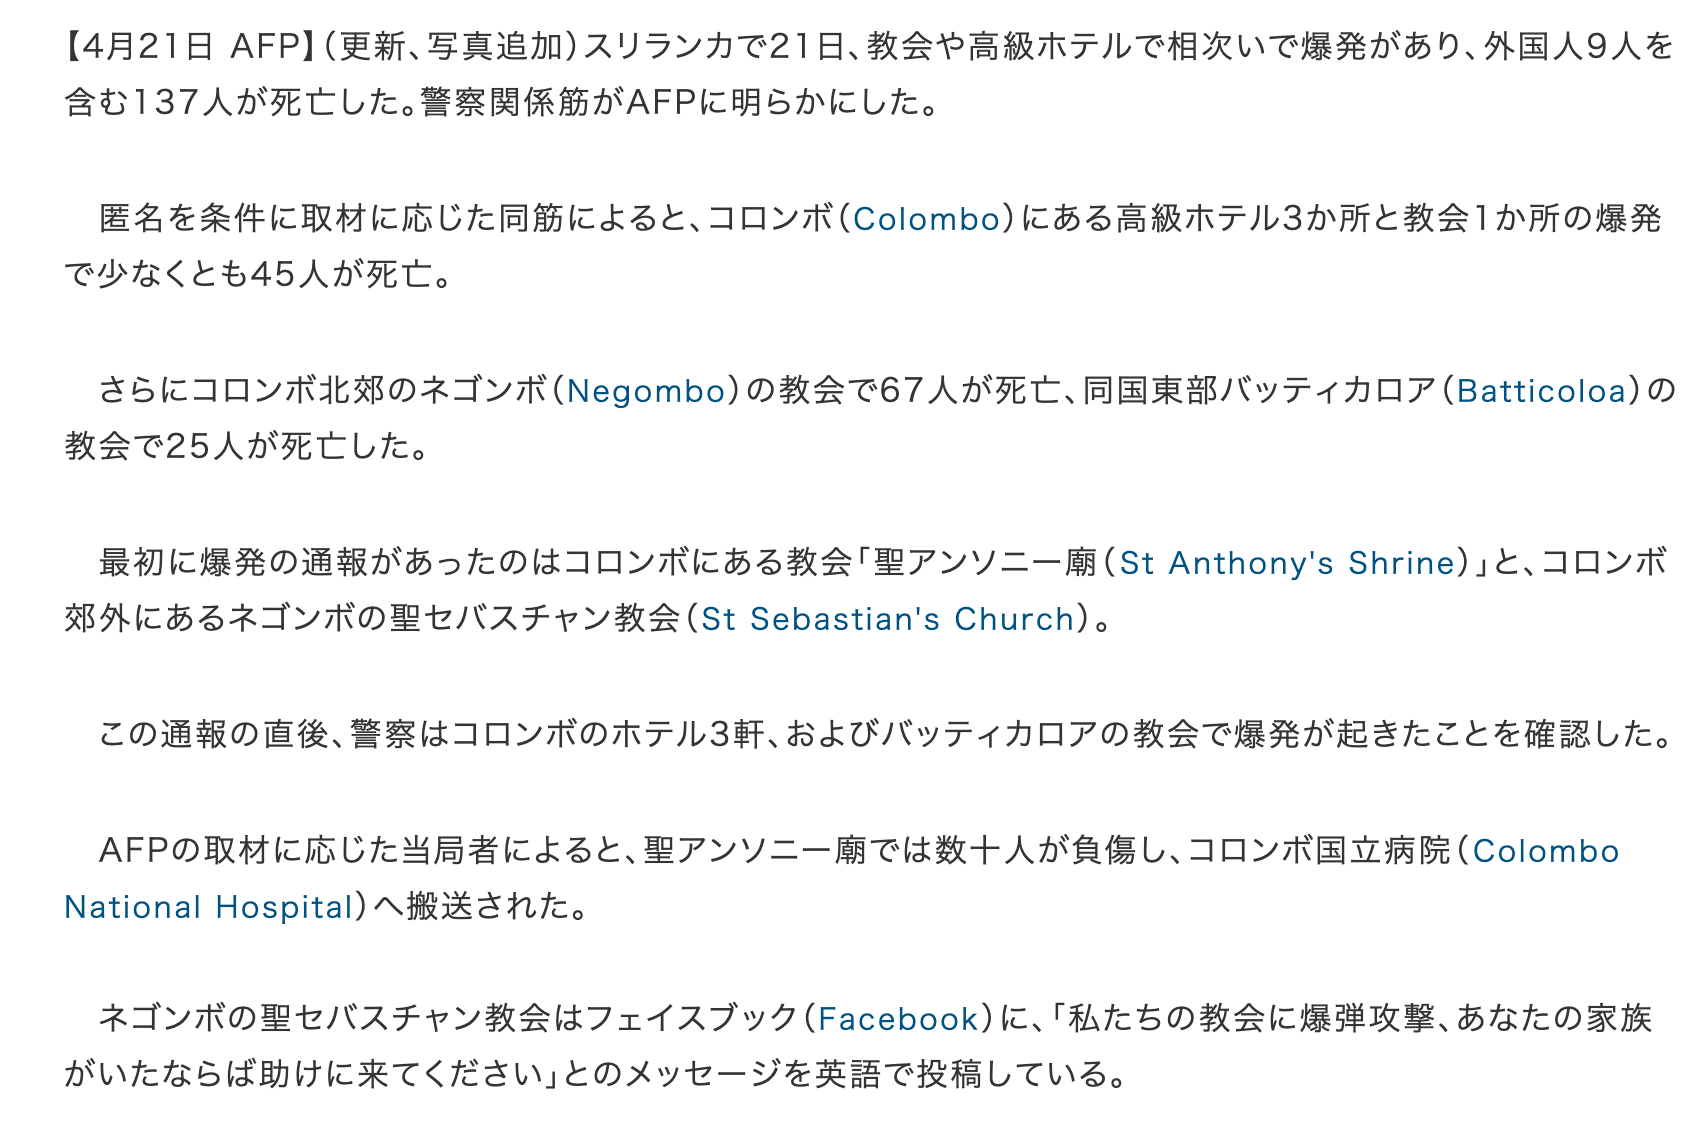 【4月21日 AFP】（更新、写真追加）スリランカで21日、教会や高級ホテルで相次いで爆発があり、外国人9人を
含む137人が死亡した。警察関係筋がAFPに明らかにした。
　匿名を条件に取材に応じた同筋によると、コロンボ（Colombo）にある高級ホテル3か所と教会1か所の爆発
で少なくとも45人が死亡。
　さらにコロンボ北郊のネゴンボ（Negombo）の教会で67人が死亡、同国東部バッティカロア（Batticoloa）の
教会で25人が死亡した。
　最初に爆発の通報があったのはコロンボにある教会「聖アンソニー廟（St Anthony's Shrine）」と、コロンボ
郊外にあるネゴンボの聖セバスチャン教会（St Sebastian's Church）。
　この通報の直後、警察はコロンボのホテル3軒、およびバッティカロアの教会で爆発が起きたことを確認した。
　AFPの取材に応じた当局者によると、聖アンソニー廟では数十人が負傷し、コロンボ国立病院（Colombo
National Hospital）へ搬送された。
　ネゴンボの聖セバスチャン教会はフェイスブック（Facebook）に、「私たちの教会に爆弾攻撃、あなたの家族
がいたならば助けに来てください」とのメッセージを英語で投稿している。